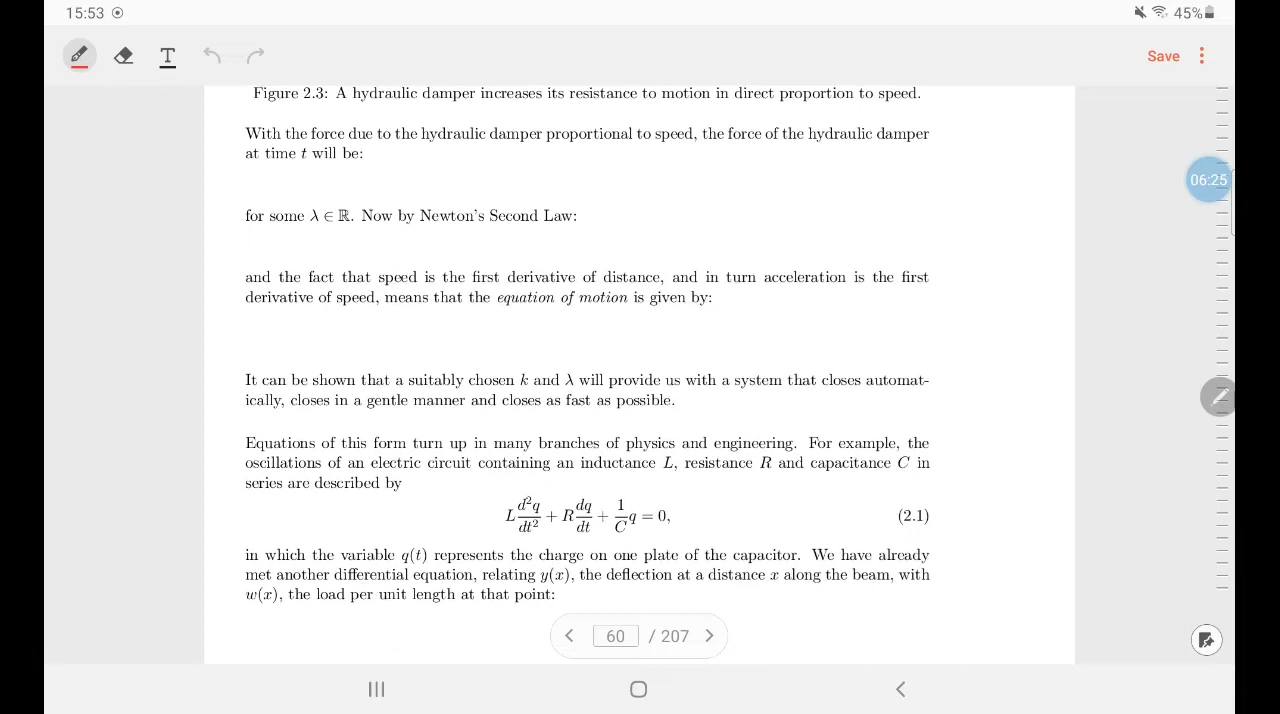 15:53 45%
T Save
Figure 2.3: A hydraulic damper increases its resistance to motion in direct proportion to speed.
With the force due to the hydraulic damper proportional to speed, the force of the hydraulic damper
at time t will be:
06:25
for some λ ∈ ℝ. Now by Newton's Second Law:
and the fact that speed is the first derivative of distance, and in turn acceleration is the first
derivative of speed, means that the equation of motion is given by:
It can be shown that a suitably chosen k and λ will provide us with a system that closes automat-
ically, closes in a gentle manner and closes as fast as possible.
Equations of this form turn up in many branches of physics and engineering. For example, the
oscillations of an electric circuit containing an inductance L, resistance R and capacitance C in
series are described by
L d²q/dt² + R dq/dt + 1/C q = 0, (2.1)
in which the variable q(t) represents the charge on one plate of the capacitor. We have already
met another differential equation, relating y(x), the deflection at a distance x along the beam, with
w(x), the load per unit length at that point:
60 / 207